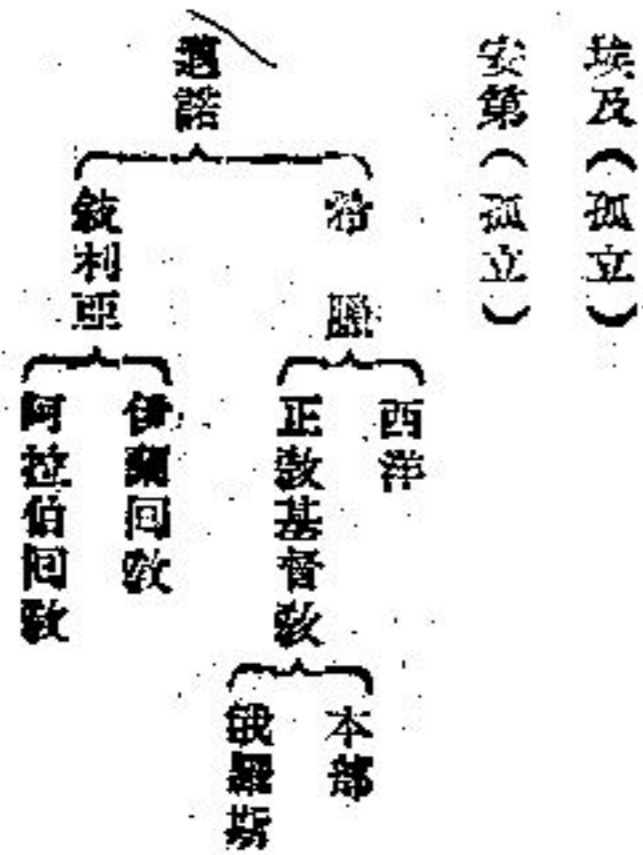 埃及（孤立）
安第（孤立）
邁諾
希臘
西洋
正教基督教
本部
俄羅斯
敍利亞
伊蘭回教
阿拉伯回教